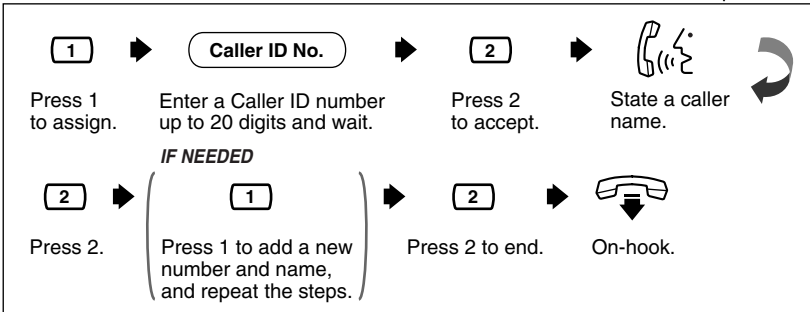 1
Caller ID No.
2
Press 1
to assign.
Enter a Caller ID number
up to 20 digits and wait.
Press 2
to accept.
State a caller
name.
IF NEEDED
2
1
2
Press 2.
Press 1 to add a new
number and name,
and repeat the steps.
Press 2 to end.
On-hook.